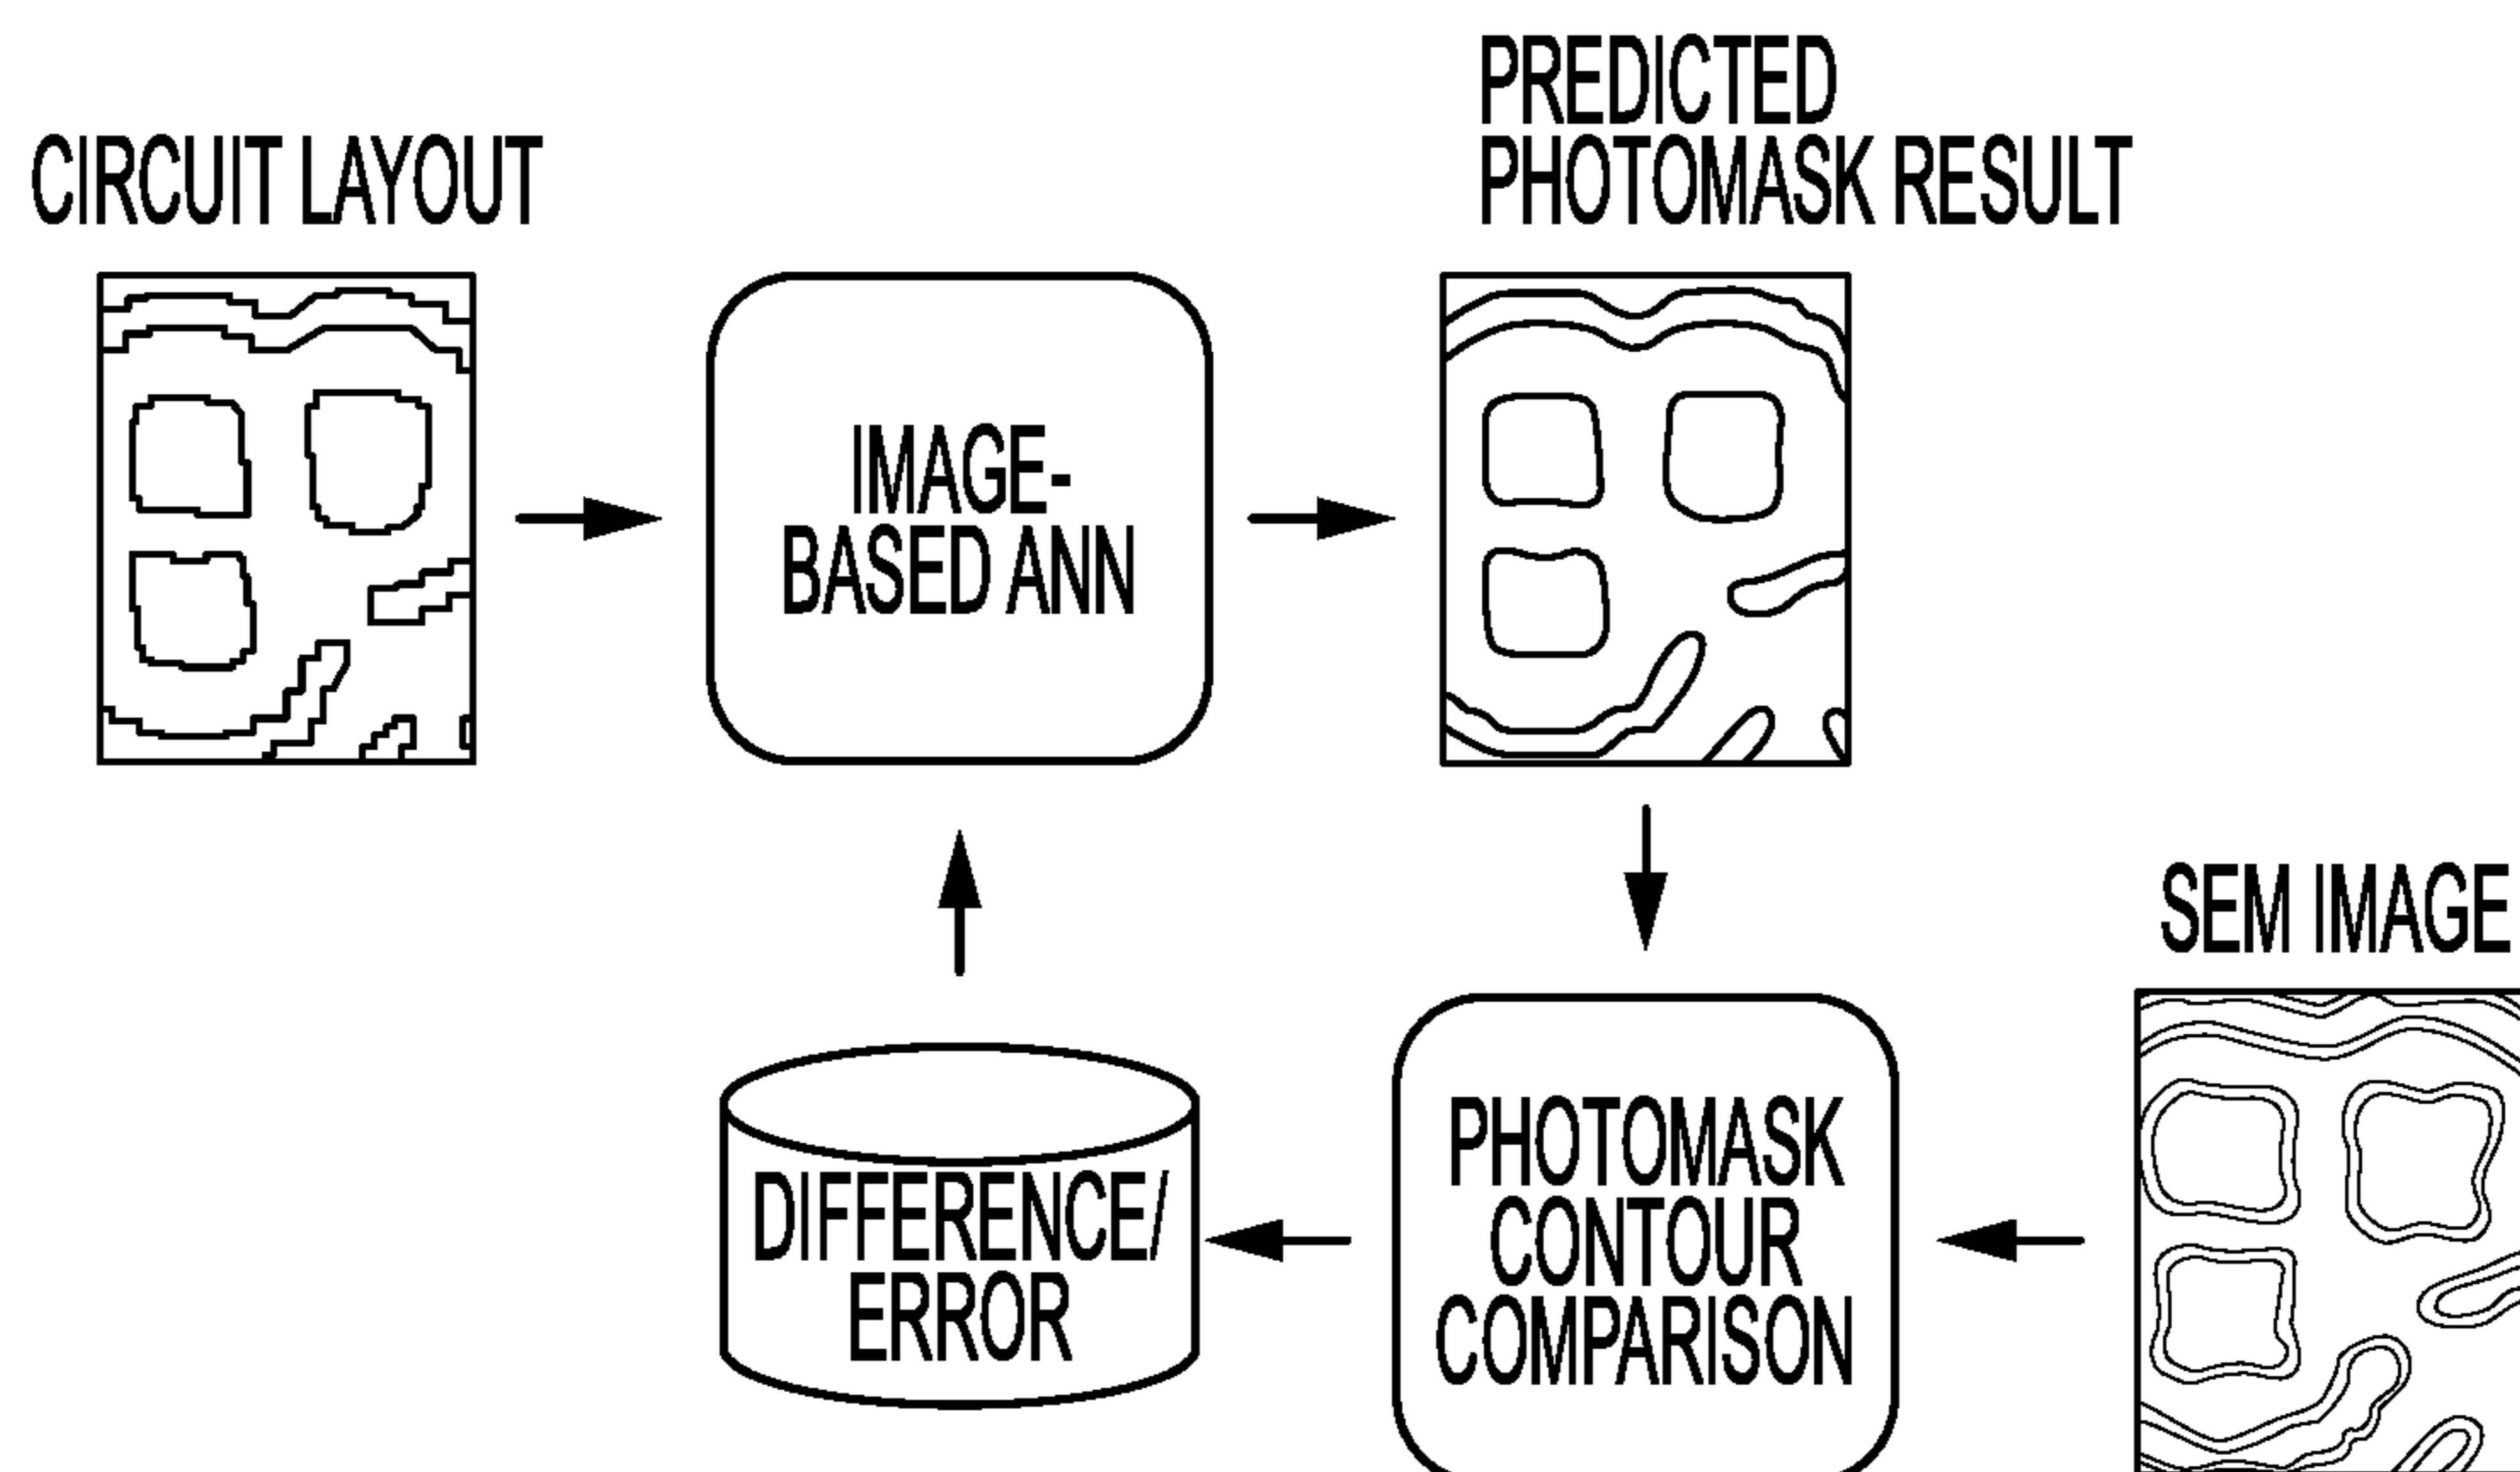 PREDICTED
PHOTOMASK RESULT
CIRCUIT LAYOUT
IMAGE-
BASED ANN
SEM IMAGE
PHOTOMASK
CONTOUR
COMPARISON
DIFFERENCE/
ERROR